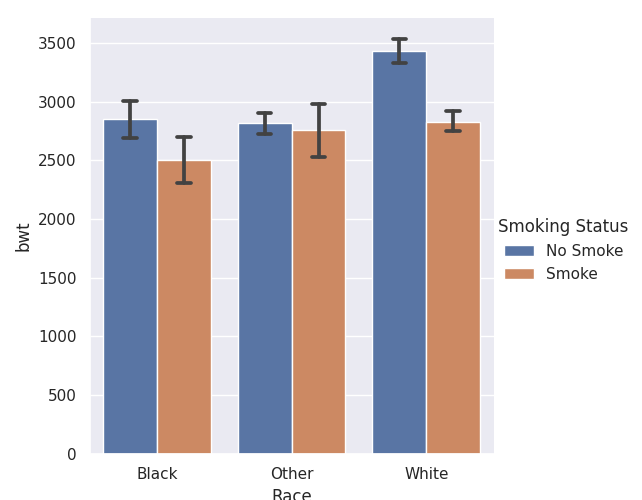 3500
3000
2500
2000
1500
1000
500
0
bwt
Black
Other
White
Race
Smoking Status
No Smoke
Smoke